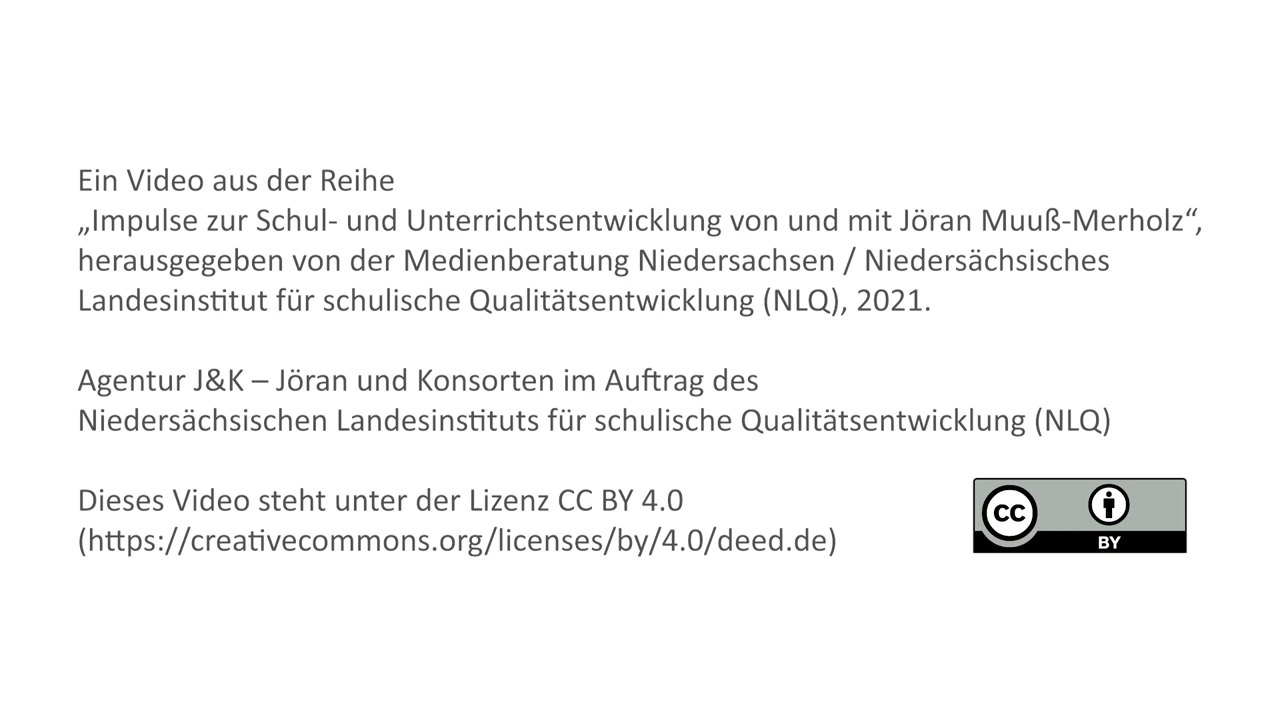 Ein Video aus der Reihe
„Impulse zur Schul- und Unterrichtsentwicklung von und mit Jöran Muuß-Merholz“,
herausgegeben von der Medienberatung Niedersachsen / Niedersächsisches
Landesinstitut für schulische Qualitätsentwicklung (NLQ), 2021.
Agentur J&K – Jöran und Konsorten im Auftrag des
Niedersächsischen Landesinstituts für schulische Qualitätsentwicklung (NLQ)
Dieses Video steht unter der Lizenz CC BY 4.0
(https://creativecommons.org/licenses/by/4.0/deed.de)
CC
BY